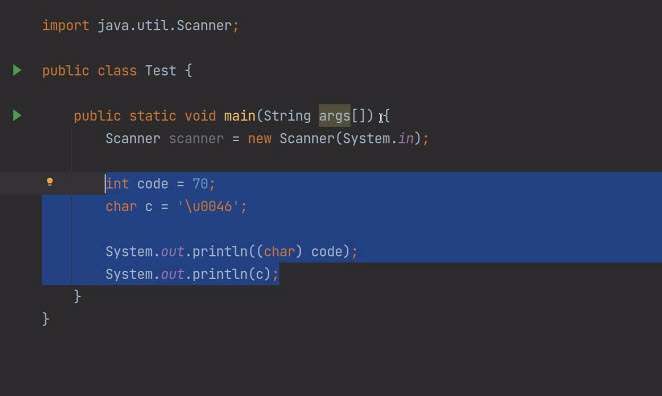 import java.util.Scanner;
public class Test {
public static void main(String args[]) {
Scanner scanner = new Scanner(System.in);
int code = 70;
char c = '\u0046';
System.out.println((char) code);
System.out.println(c);
}
}